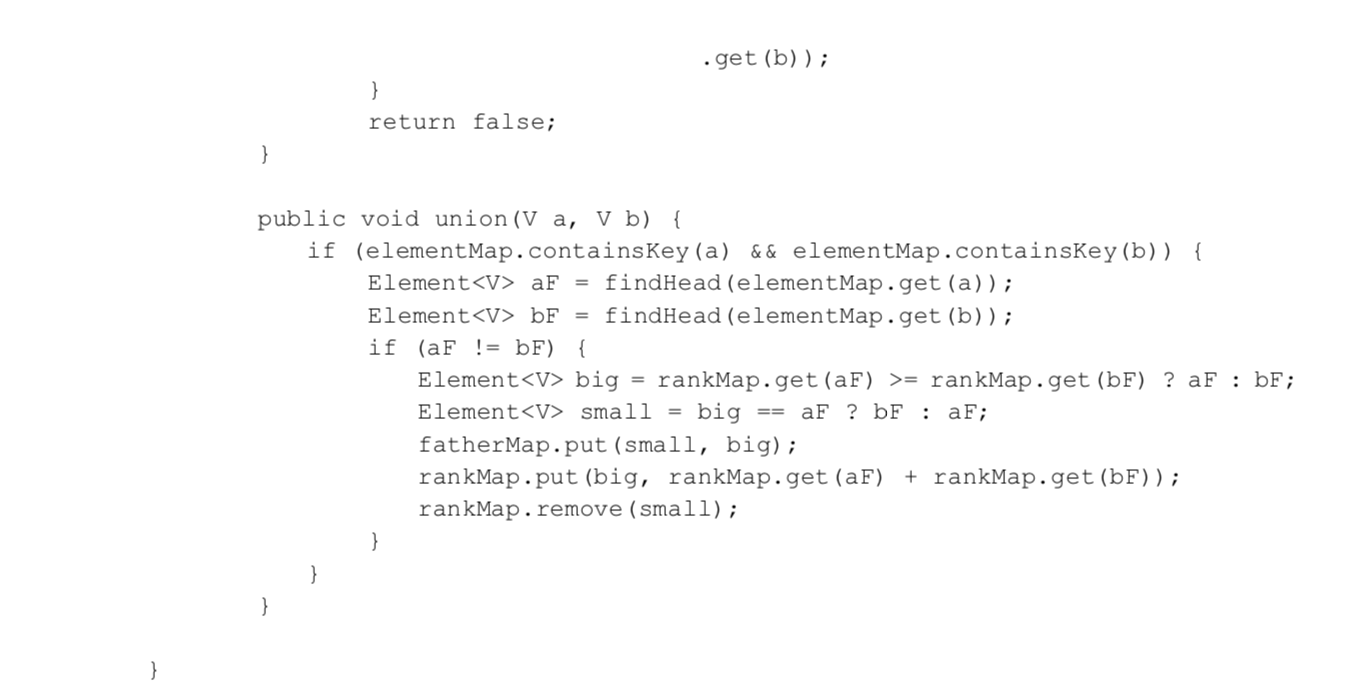 .get(b));
}
return false;
}
public void union(V a, V b) {
if (elementMap.containsKey(a) && elementMap.containsKey(b)) {
Element<V> aF = findHead(elementMap.get(a));
Element<V> bF = findHead(elementMap.get(b));
if (aF != bF) {
Element<V> big = rankMap.get(aF) >= rankMap.get(bF) ? aF : bF;
Element<V> small = big == aF ? bF : aF;
fatherMap.put(small, big);
rankMap.put(big, rankMap.get(aF) + rankMap.get(bF));
rankMap.remove(small);
}
}
}
}